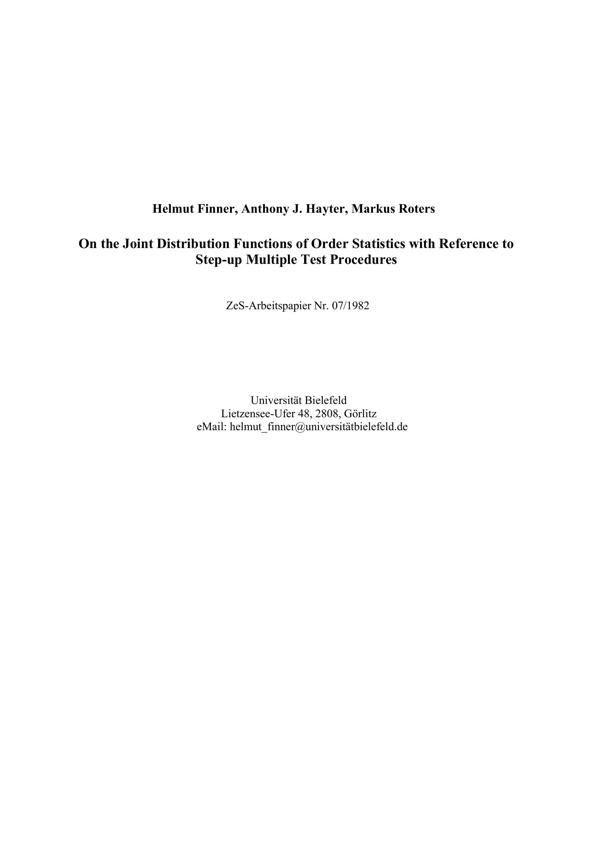 Helmut Finner, Anthony J. Hayter, Markus Roters
On the Joint Distribution Functions of Order Statistics with Reference to
Step-up Multiple Test Procedures
ZeS-Arbeitspapier Nr. 07/1982
Universität Bielefeld
Lietzensee-Ufer 48, 2808, Görlitz
eMail: helmut_finner@universitätbielefeld.de